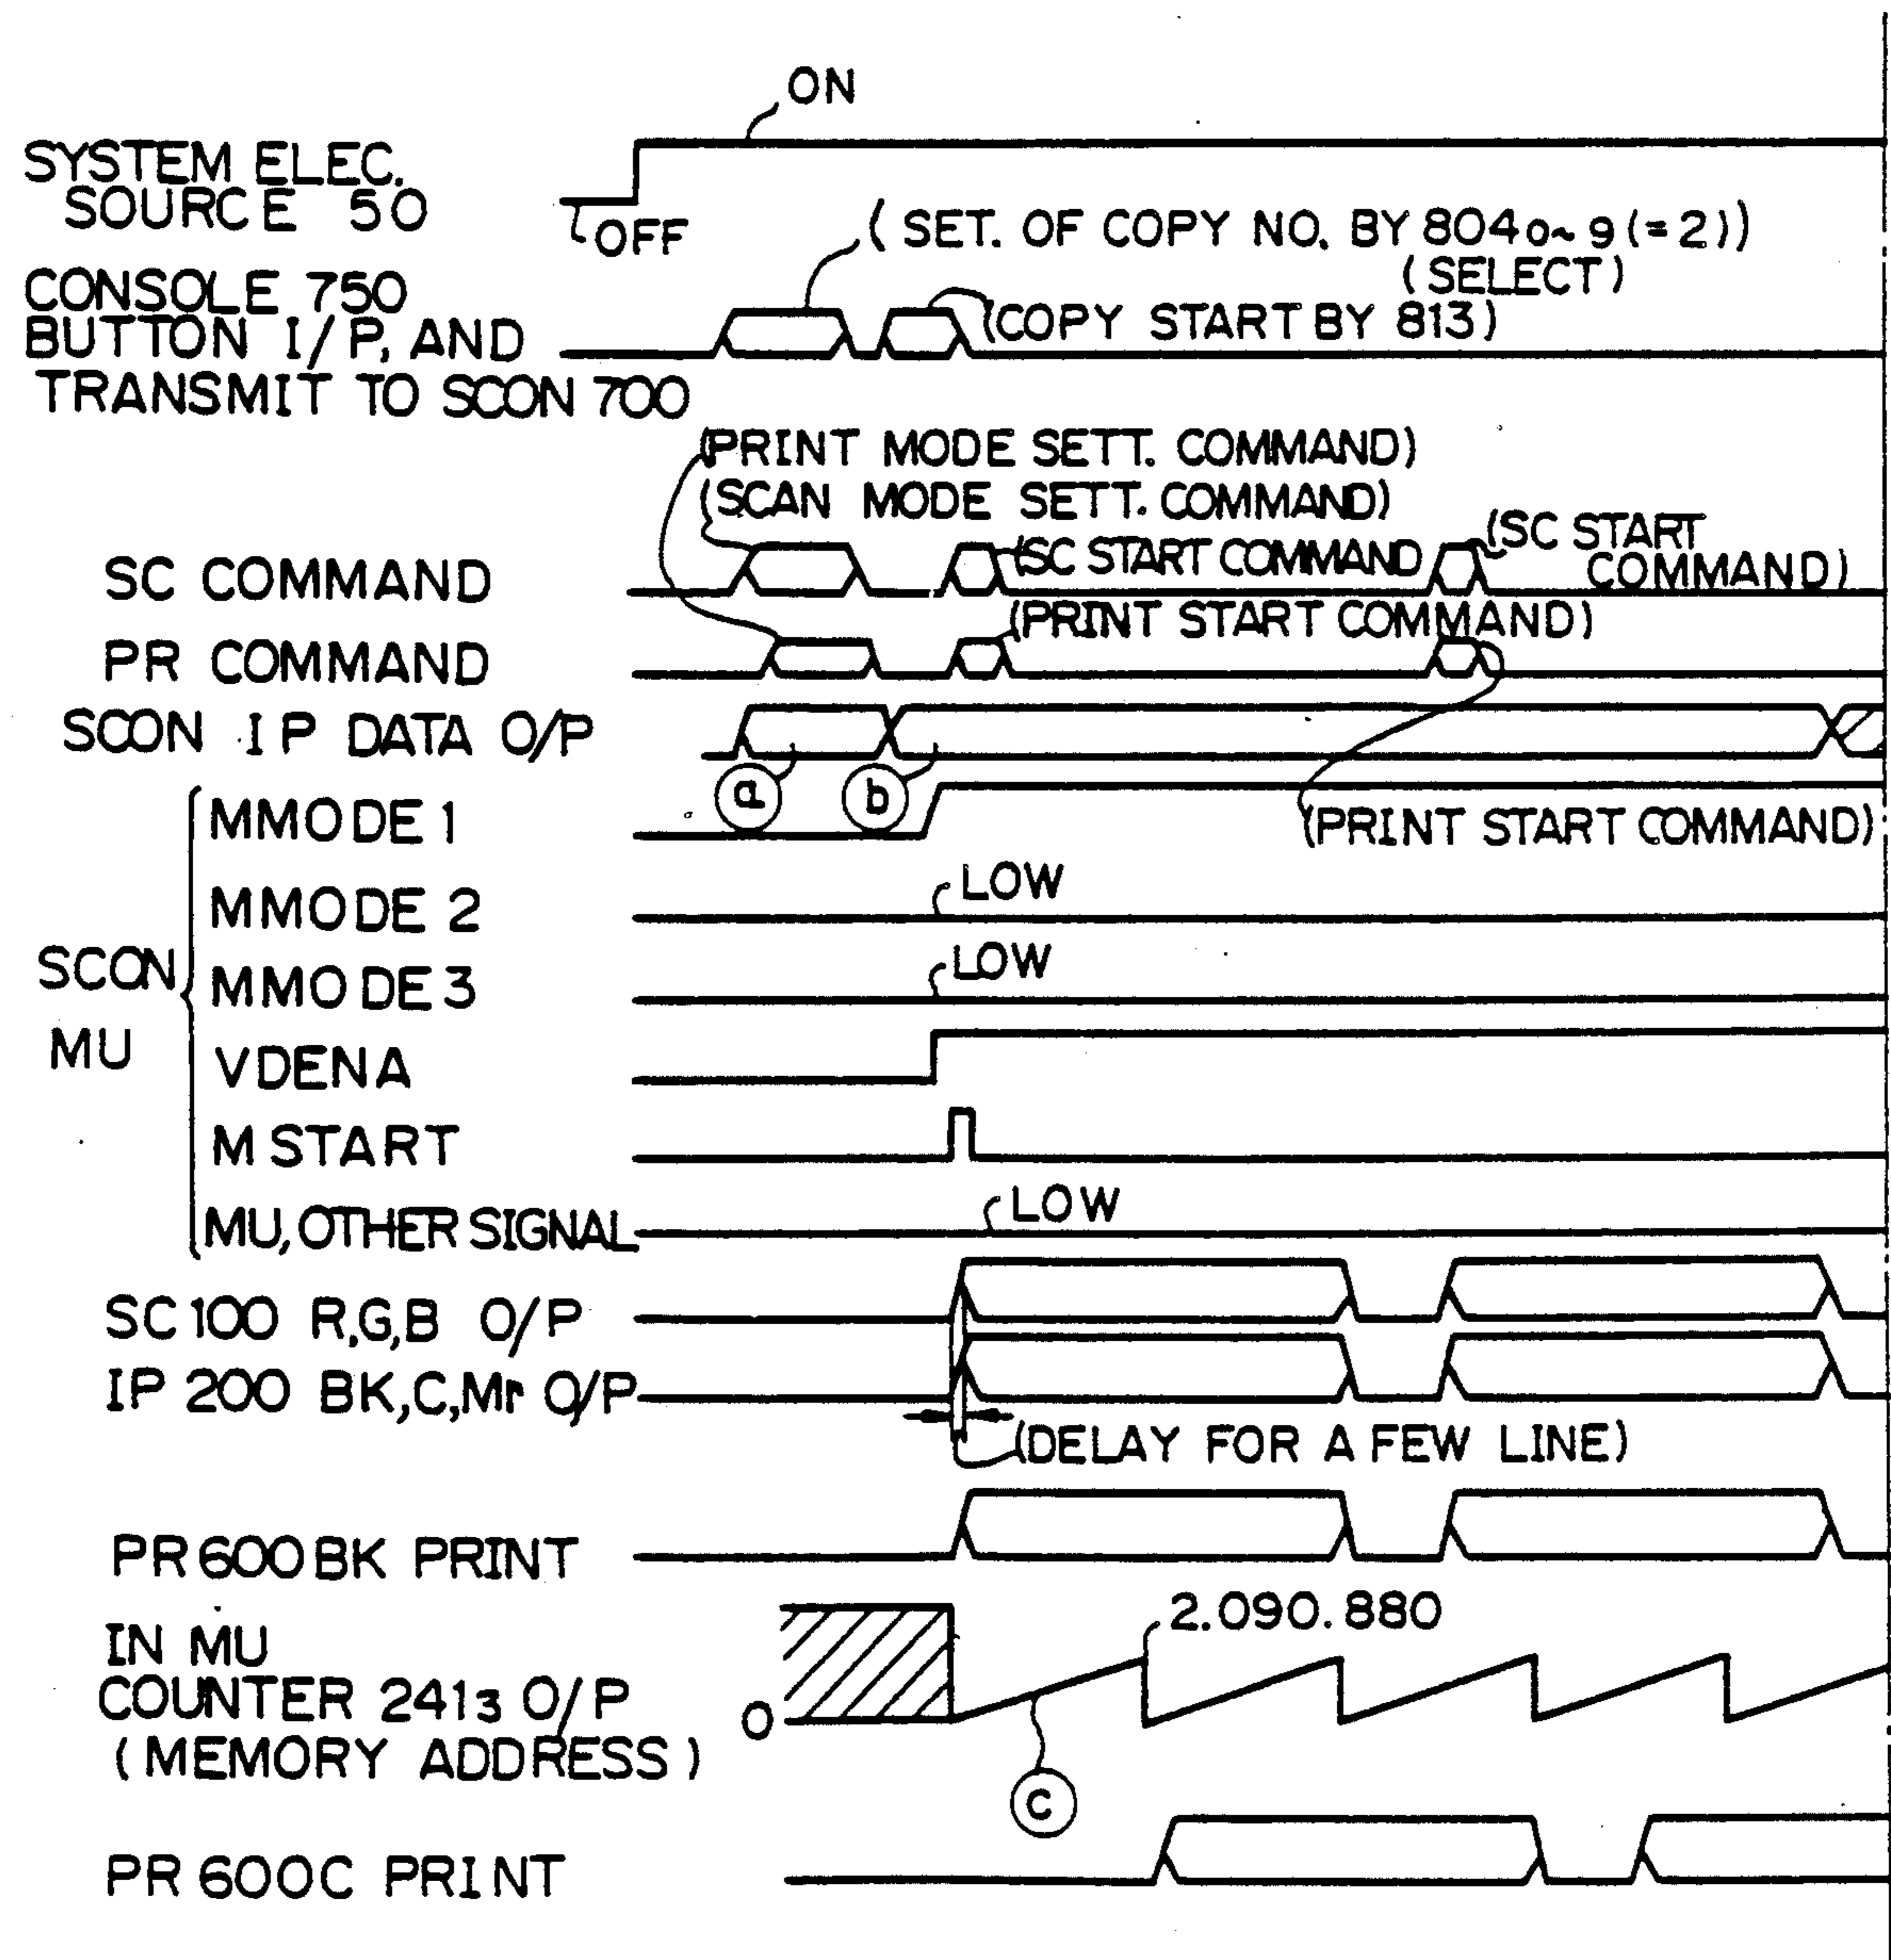 ON
SYSTEM ELEC.
SOURCE 50
OFF
(SET. OF COPY NO. BY 804 0~9 (=2))
(SELECT)
CONSOLE 750
BUTTON I/P, AND
TRANSMIT TO SCON 700
(COPY START BY 813)
(PRINT MODE SETT. COMMAND)
(SCAN MODE SETT. COMMAND)
SC COMMAND
(SC START COMMAND
(SC START
COMMAND)
(PRINT START COMMAND)
PR COMMAND
SCON IP DATA O/P
a
b
(PRINT START COMMAND)
SCON
MU
MMODE 1
MMODE 2
LOW
MMODE 3
LOW
VDENA
M START
MU, OTHER SIGNAL
LOW
SC 100 R,G,B O/P
IP 200 BK,C,Mr O/P
(DELAY FOR A FEW LINE)
PR 600 BK PRINT
2.090.880
IN MU
COUNTER 2413 O/P
(MEMORY ADDRESS)
0
c
PR 600C PRINT